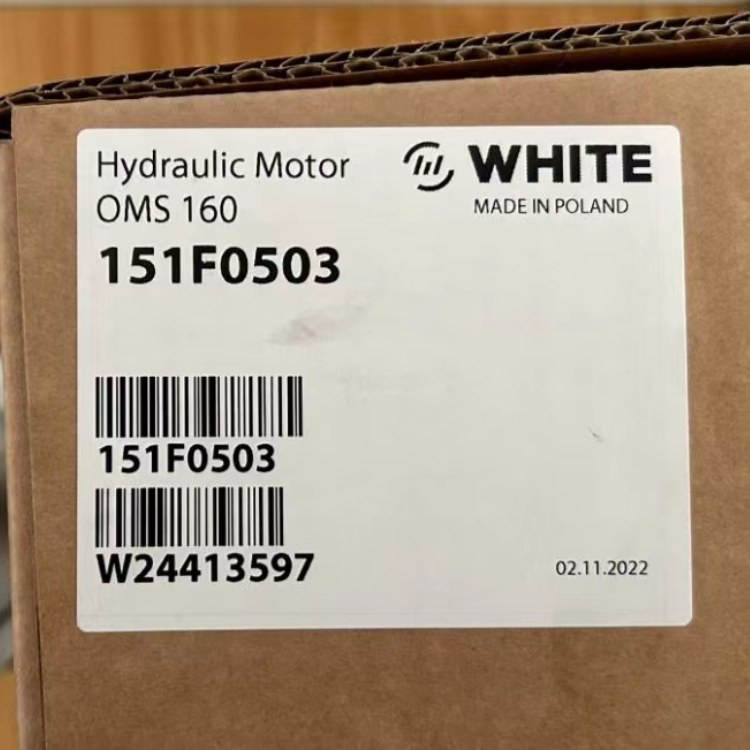 Hydraulic Motor
OMS 160
151F0503
WHITE
MADE IN POLAND
151F0503
W24413597
02.11.2022